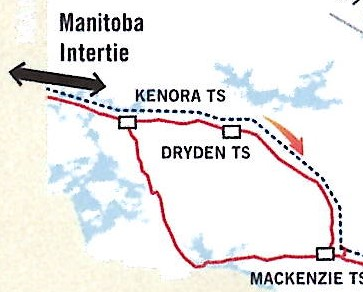 Manitoba
Intertie
KENORA TS
DRYDEN TS
MACKENZIE TS